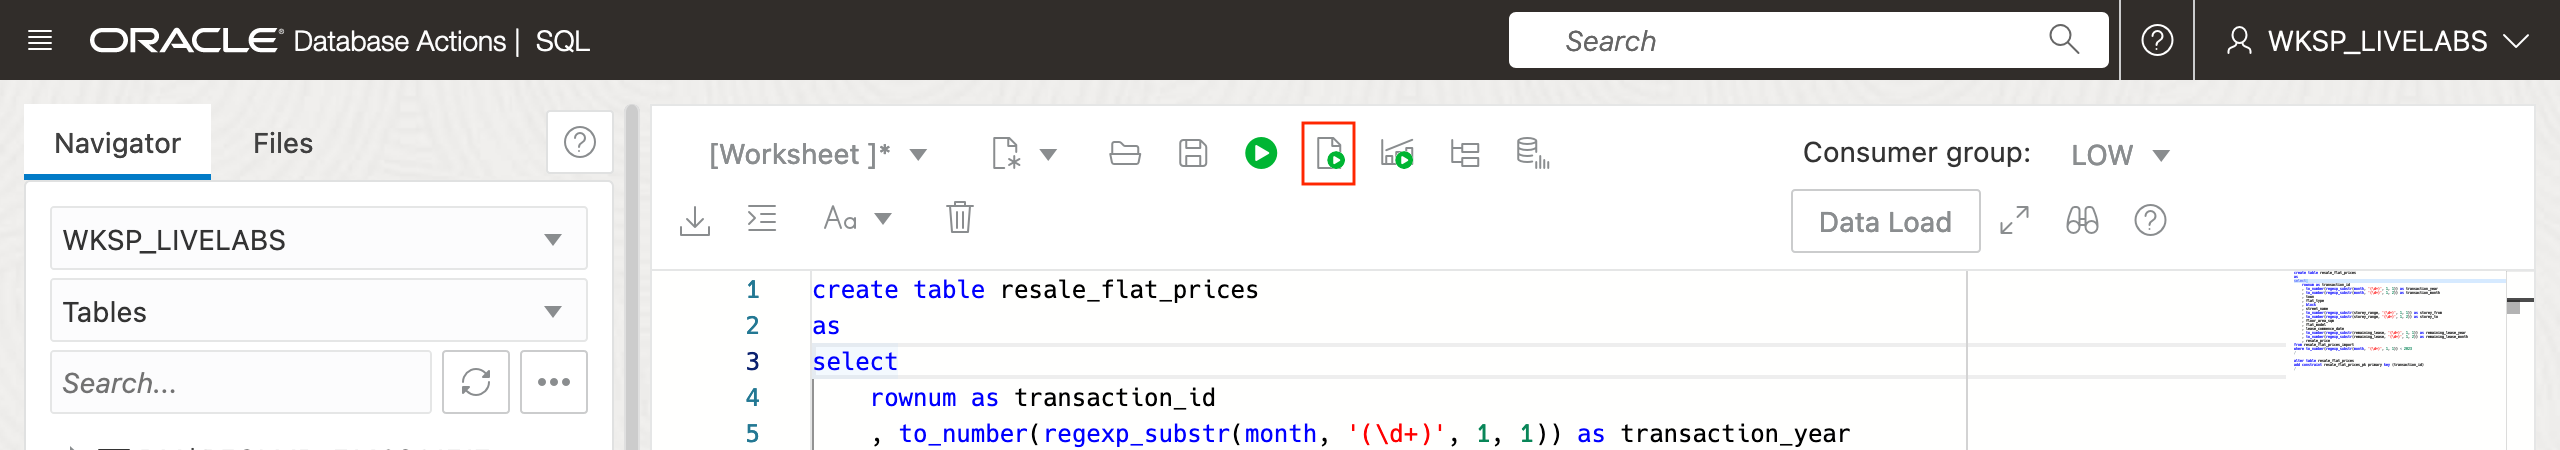 ORACLE® Database Actions | SQL
Search
WKSP_LIVELABS
Navigator
Files
[Worksheet ]*
Consumer group: LOW
Aa
Data Load
WKSP_LIVELABS
Tables
Search...
1 create table resale_flat_prices
2 as
3 select
4 rownum as transaction_id
5 , to_number(regexp_substr(month, '(\d+)', 1, 1)) as transaction_year